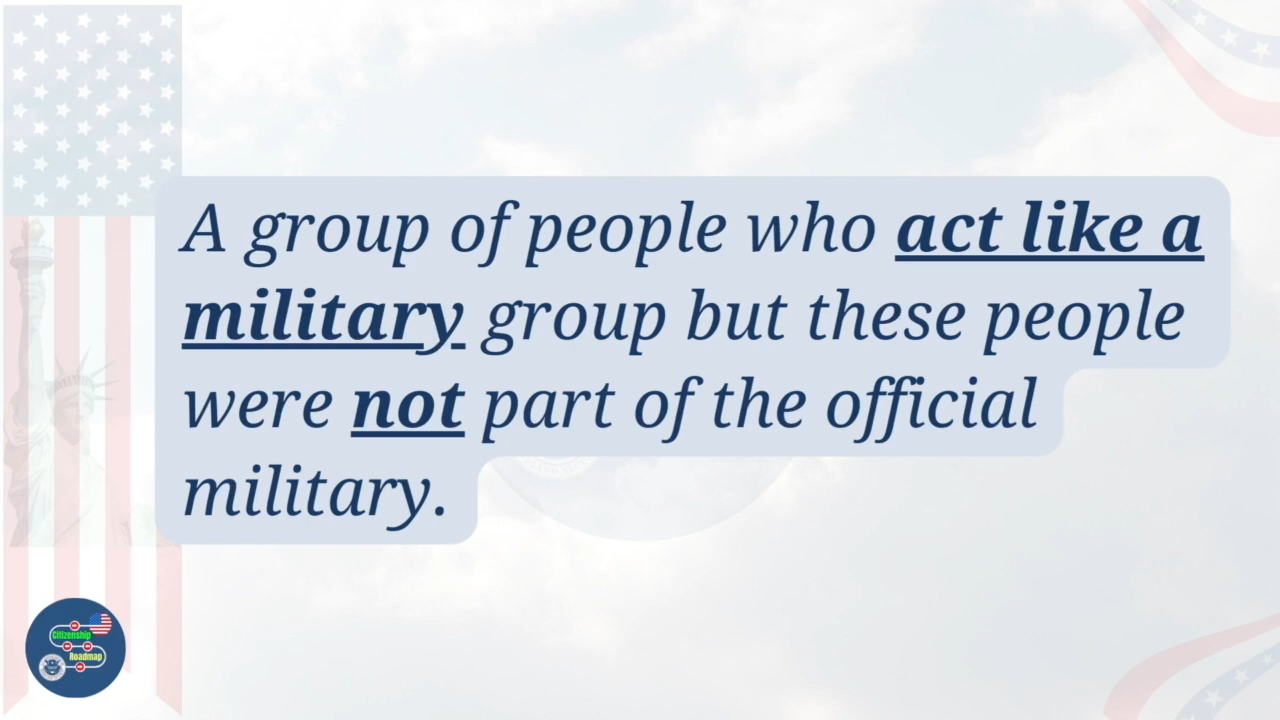 A group of people who act like a
military group but these people
were not part of the official
military.
Citizenship
Roadmap